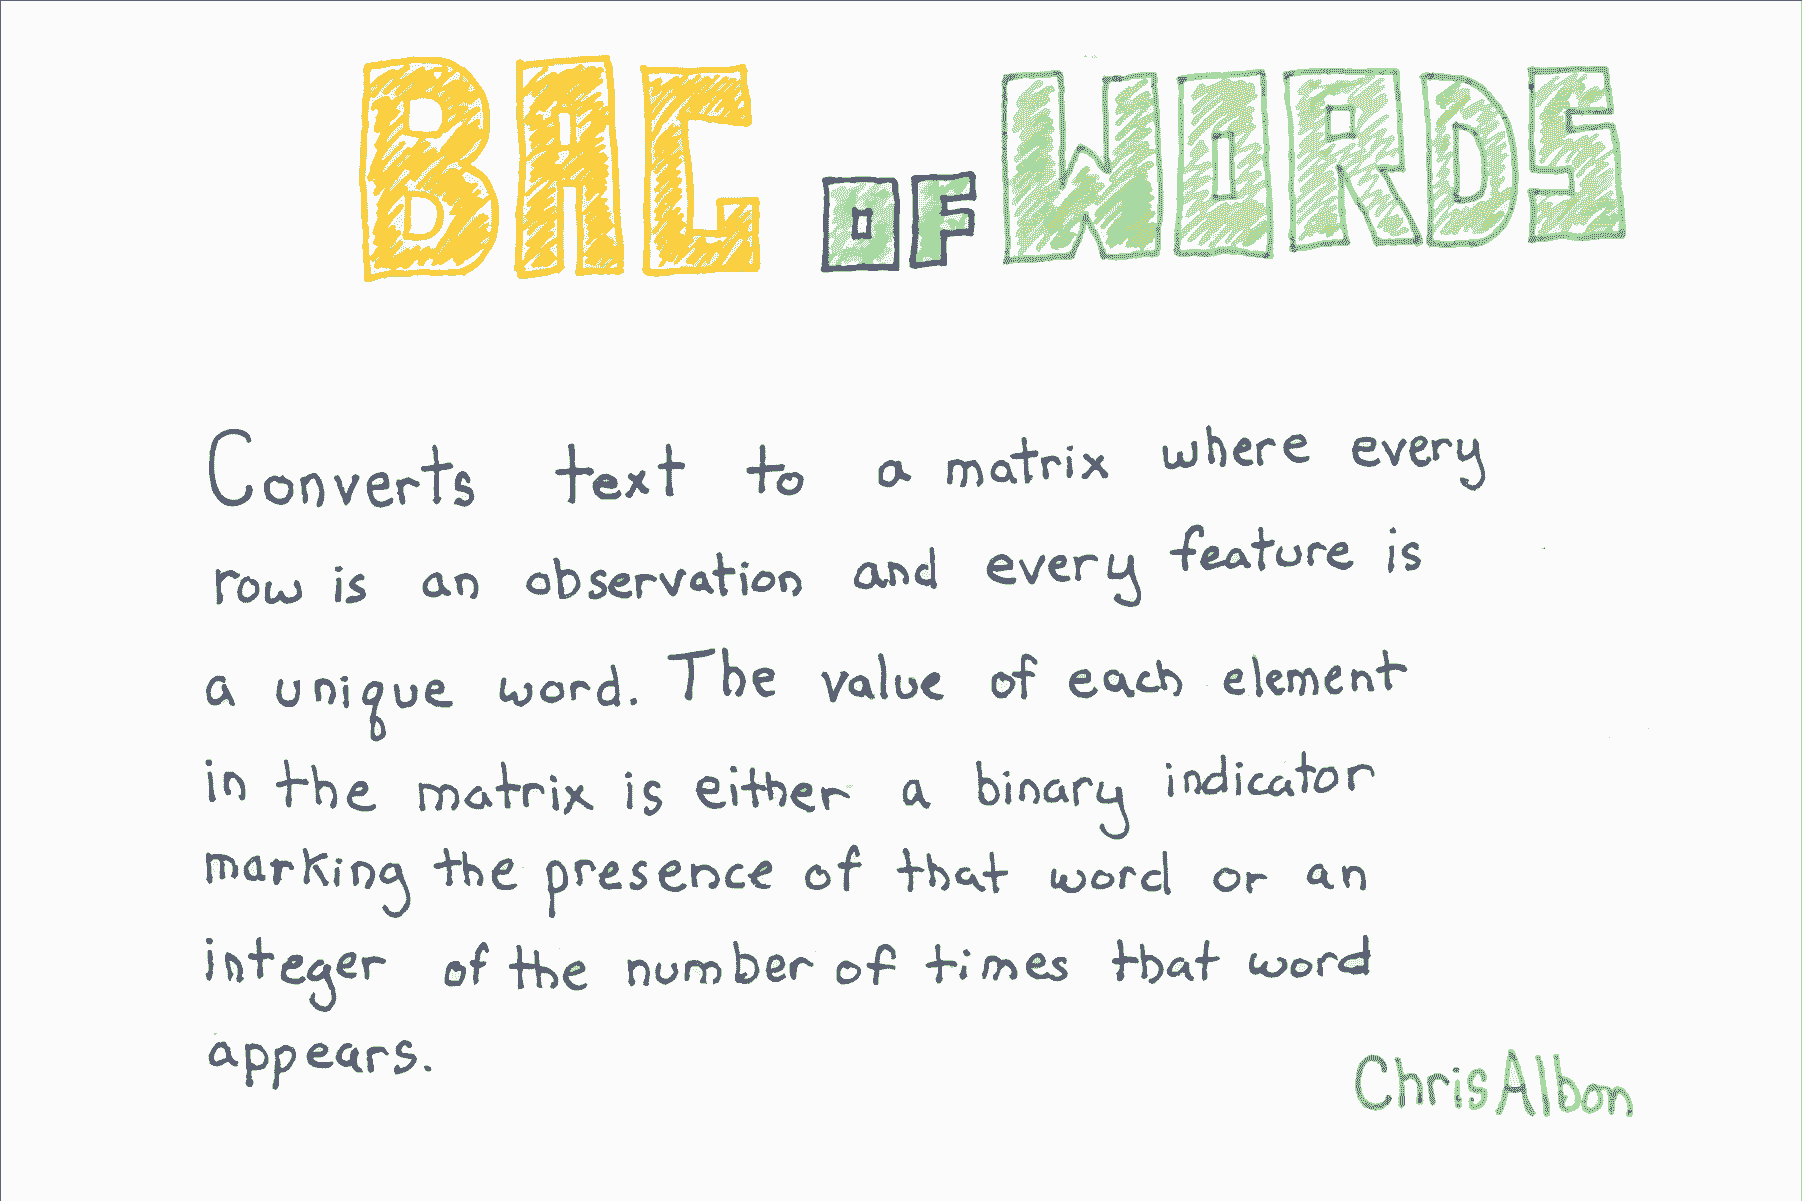 BAG OF WORDS
Converts text to a matrix where every
row is an observation and every feature is
a unique word. The value of each element
in the matrix is either a binary indicator
marking the presence of that word or an
integer of the number of times that word
appears.
ChrisAlbon